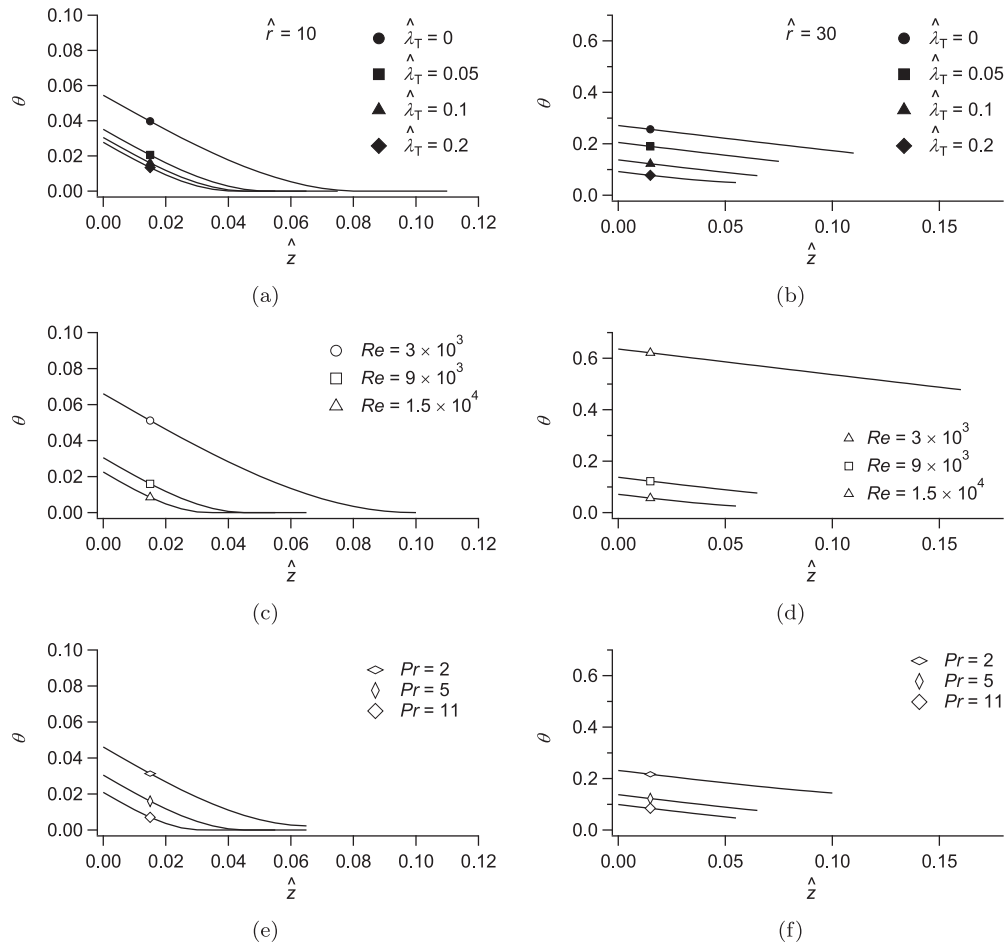 r̂ = 10
λ̂T = 0
λ̂T = 0.05
λ̂T = 0.1
λ̂T = 0.2
0.10
0.08
0.06
0.04
0.02
0.00
θ
0.00 0.02 0.04 0.06 0.08 0.10 0.12
ẑ
(a)
r̂ = 30
λ̂T = 0
λ̂T = 0.05
λ̂T = 0.1
λ̂T = 0.2
0.6
0.4
0.2
0.0
θ
0.00 0.05 0.10 0.15
ẑ
(b)
Re = 3 × 10³
Re = 9 × 10³
Re = 1.5 × 10⁴
0.10
0.08
0.06
0.04
0.02
0.00
θ
0.00 0.02 0.04 0.06 0.08 0.10 0.12
ẑ
(c)
0.6
0.4
0.2
0.0
θ
Re = 3 × 10³
Re = 9 × 10³
Re = 1.5 × 10⁴
0.00 0.05 0.10 0.15
ẑ
(d)
Pr = 2
Pr = 5
Pr = 11
0.10
0.08
0.06
0.04
0.02
0.00
θ
0.00 0.02 0.04 0.06 0.08 0.10 0.12
ẑ
(e)
Pr = 2
Pr = 5
Pr = 11
0.6
0.4
0.2
0.0
θ
0.00 0.05 0.10 0.15
ẑ
(f)